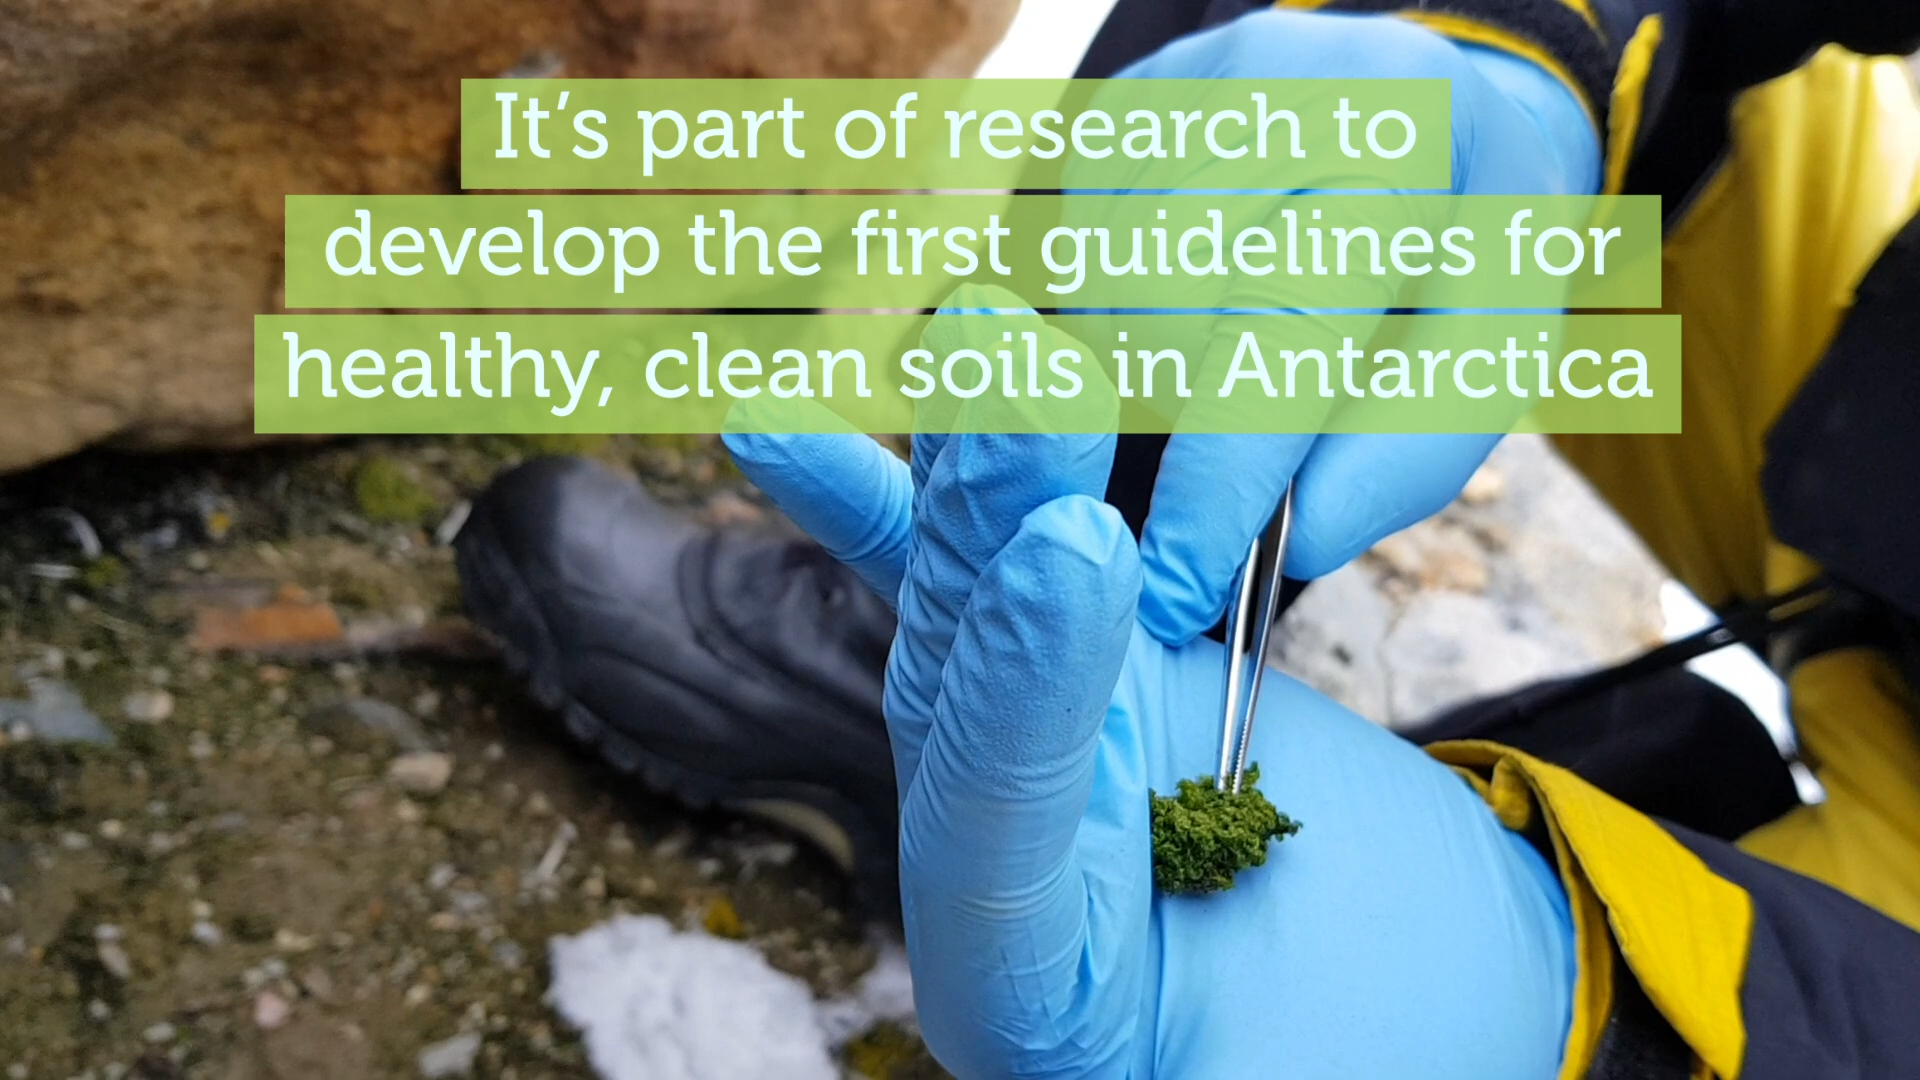 It’s part of research to
develop the first guidelines for
healthy, clean soils in Antarctica